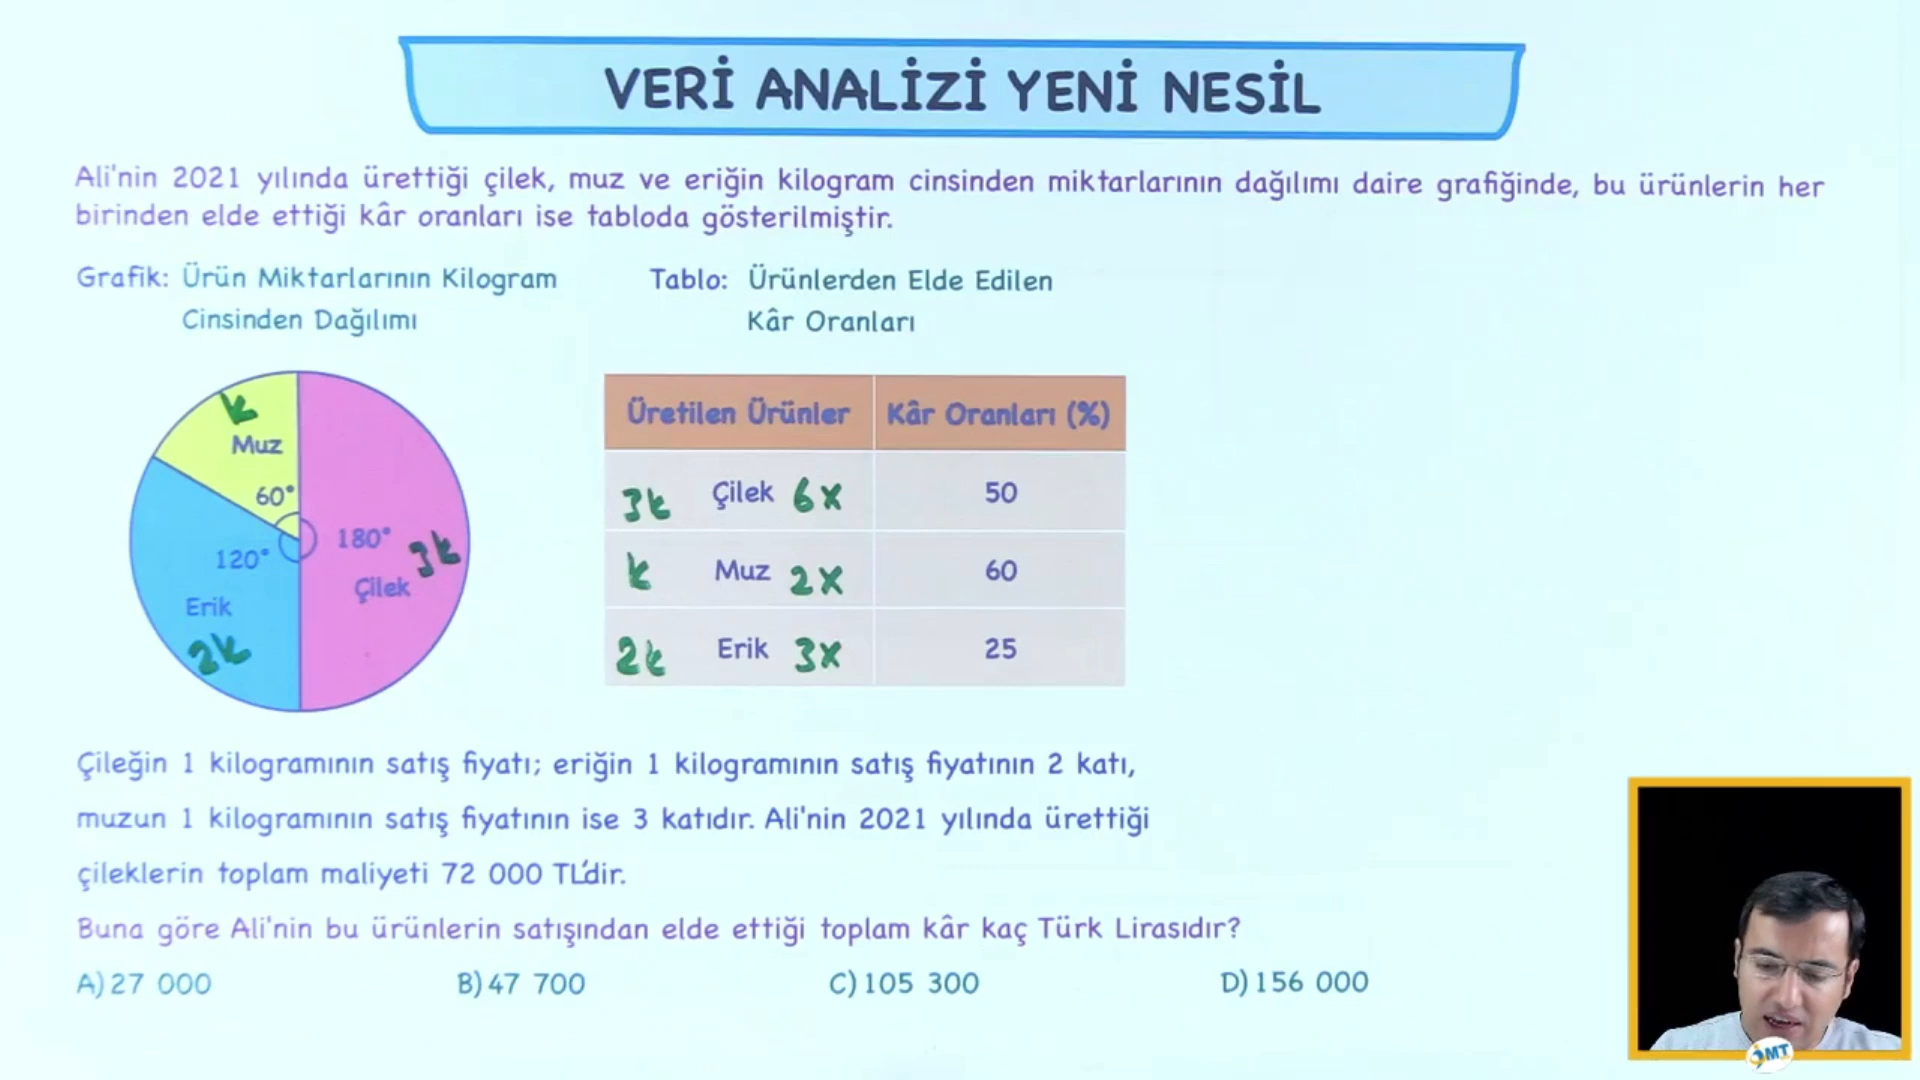 VERİ ANALİZİ YENİ NESİL
Ali'nin 2021 yılında ürettiği çilek, muz ve eriğin kilogram cinsinden miktarlarının dağılımı daire grafiğinde, bu ürünlerin her
birinden elde ettiği kâr oranları ise tabloda gösterilmiştir.
Grafik: Ürün Miktarlarının Kilogram
Cinsinden Dağılımı
Tablo: Ürünlerden Elde Edilen
Kâr Oranları
k
Muz
60°
120°
Erik
2k
180°
3k
Çilek
Üretilen Ürünler Kâr Oranları (%)
3k Çilek 6x 50
k Muz 2x 60
2k Erik 3x 25
Çileğin 1 kilogramının satış fiyatı; eriğin 1 kilogramının satış fiyatının 2 katı,
muzun 1 kilogramının satış fiyatının ise 3 katıdır. Ali'nin 2021 yılında ürettiği
çileklerin toplam maliyeti 72 000 TL'dir.
Buna göre Ali'nin bu ürünlerin satışından elde ettiği toplam kâr kaç Türk Lirasıdır?
A) 27 000 B) 47 700 C) 105 300 D) 156 000
MT